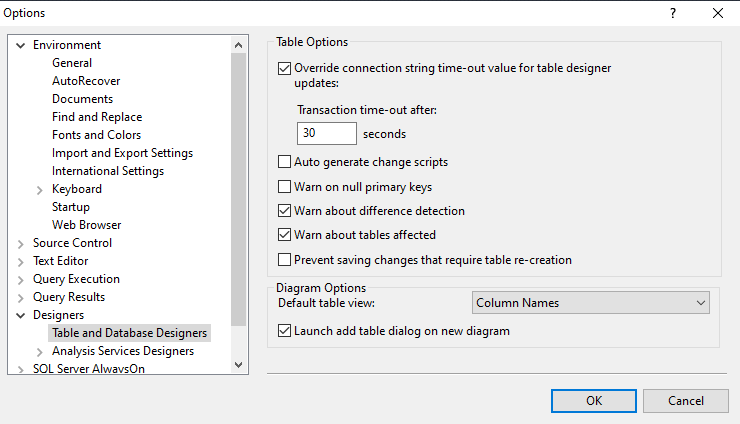 Options
?
Environment
General
AutoRecover
Documents
Find and Replace
Fonts and Colors
Import and Export Settings
International Settings
Keyboard
Startup
Web Browser
Source Control
Text Editor
Query Execution
Query Results
Designers
Table and Database Designers
Analysis Services Designers
SQL Server AlwaysOn
Table Options
Override connection string time-out value for table designer
updates:
Transaction time-out after:
30 seconds
Auto generate change scripts
Warn on null primary keys
Warn about difference detection
Warn about tables affected
Prevent saving changes that require table re-creation
Diagram Options
Default table view: Column Names
Launch add table dialog on new diagram
OK Cancel